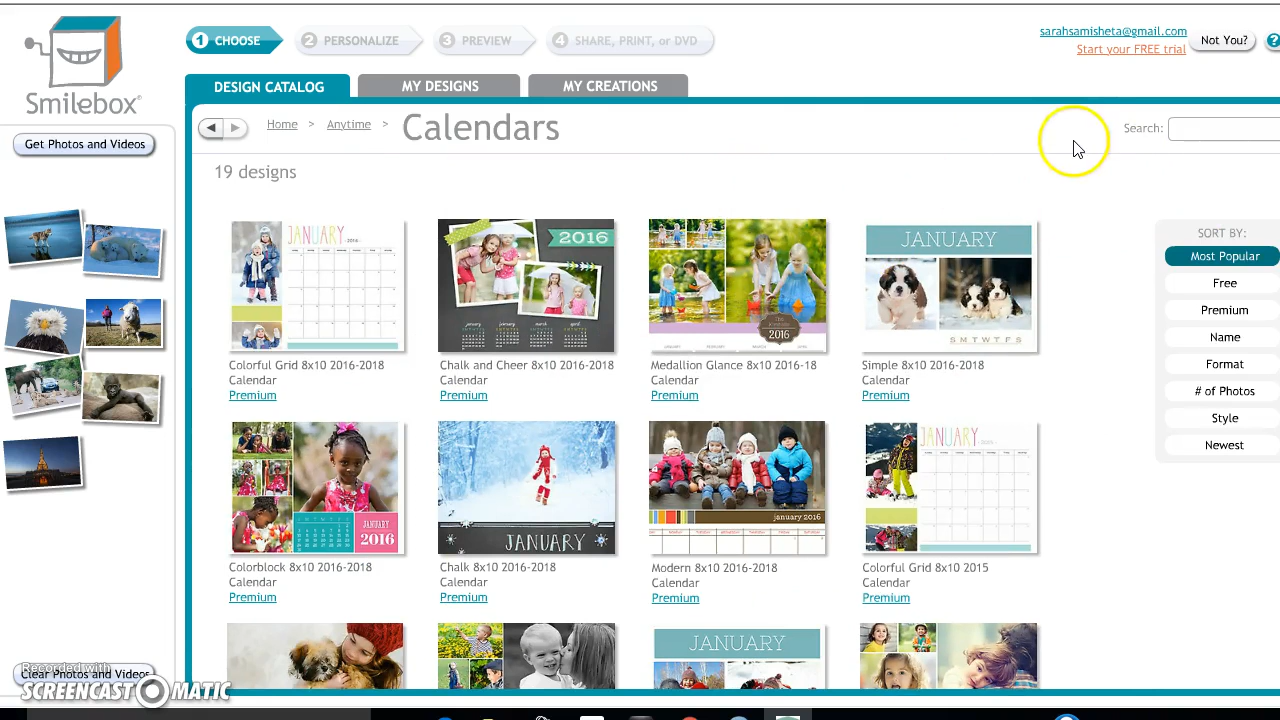 1 CHOOSE
2 PERSONALIZE
3 PREVIEW
4 SHARE, PRINT, or DVD
sarahsamisheta@gmail.com
Not You?
?
Start your FREE trial
Smilebox
DESIGN CATALOG
MY DESIGNS
MY CREATIONS
Get Photos and Videos
Home > Anytime > Calendars
Search:
19 designs
SORT BY:
Most Popular
Free
Premium
Name
Format
# of Photos
Style
Newest
JANUARY
2016
2016
JANUARY
S M T W T F S
Colorful Grid 8x10 2016-2018
Calendar
Premium
Chalk and Cheer 8x10 2016-2018
Calendar
Premium
Medallion Glance 8x10 2016-18
Calendar
Premium
Simple 8x10 2016-2018
Calendar
Premium
JANUARY
2016
JANUARY
january 2016
JANUARY
Colorblock 8x10 2016-2018
Calendar
Premium
Chalk 8x10 2016-2018
Calendar
Premium
Modern 8x10 2016-2018
Calendar
Premium
Colorful Grid 8x10 2015
Calendar
Premium
JANUARY
Clear Photos and Videos
Recorded with
SCREENCAST O MATIC